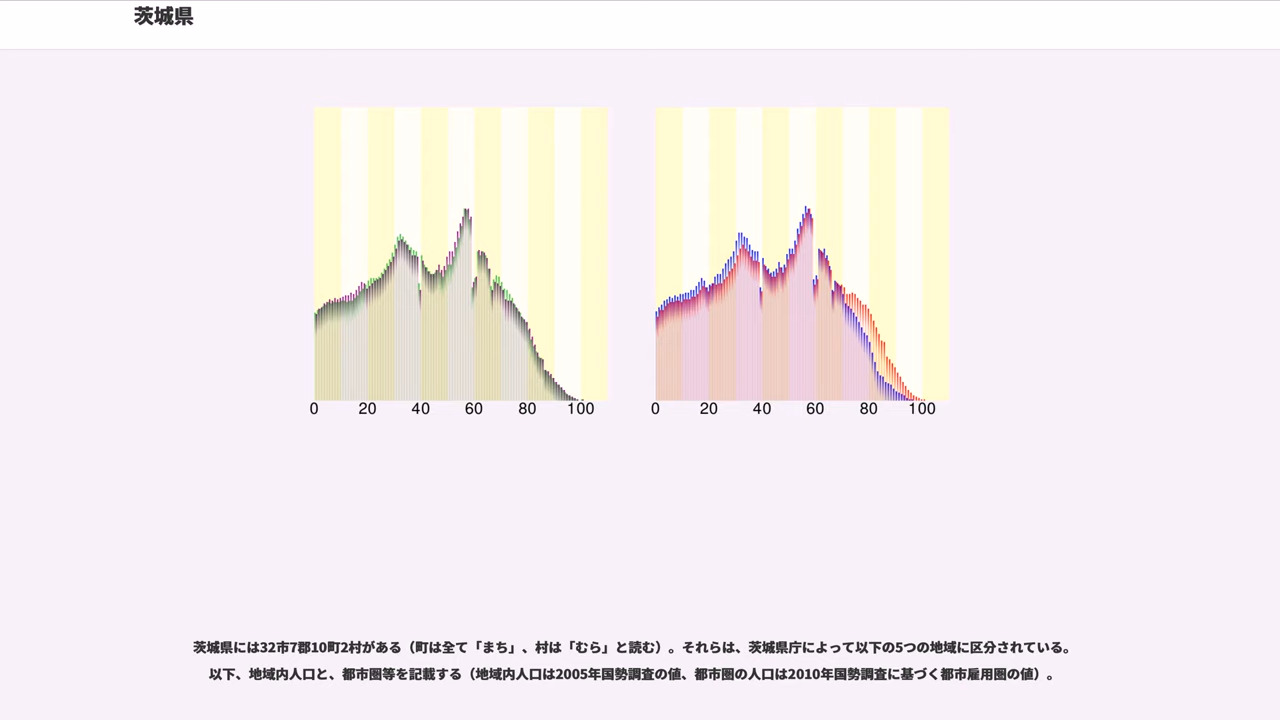 茨城県
0 20 40 60 80 100
0 20 40 60 80 100
茨城県には32市7郡10町2村がある（町は全て「まち」、村は「むら」と読む）。それらは、茨城県庁によって以下の5つの地域に区分されている。
以下、地域内人口と、都市圏等を記載する（地域内人口は2005年国勢調査の値、都市圏の人口は2010年国勢調査に基づく都市雇用圏の値）。